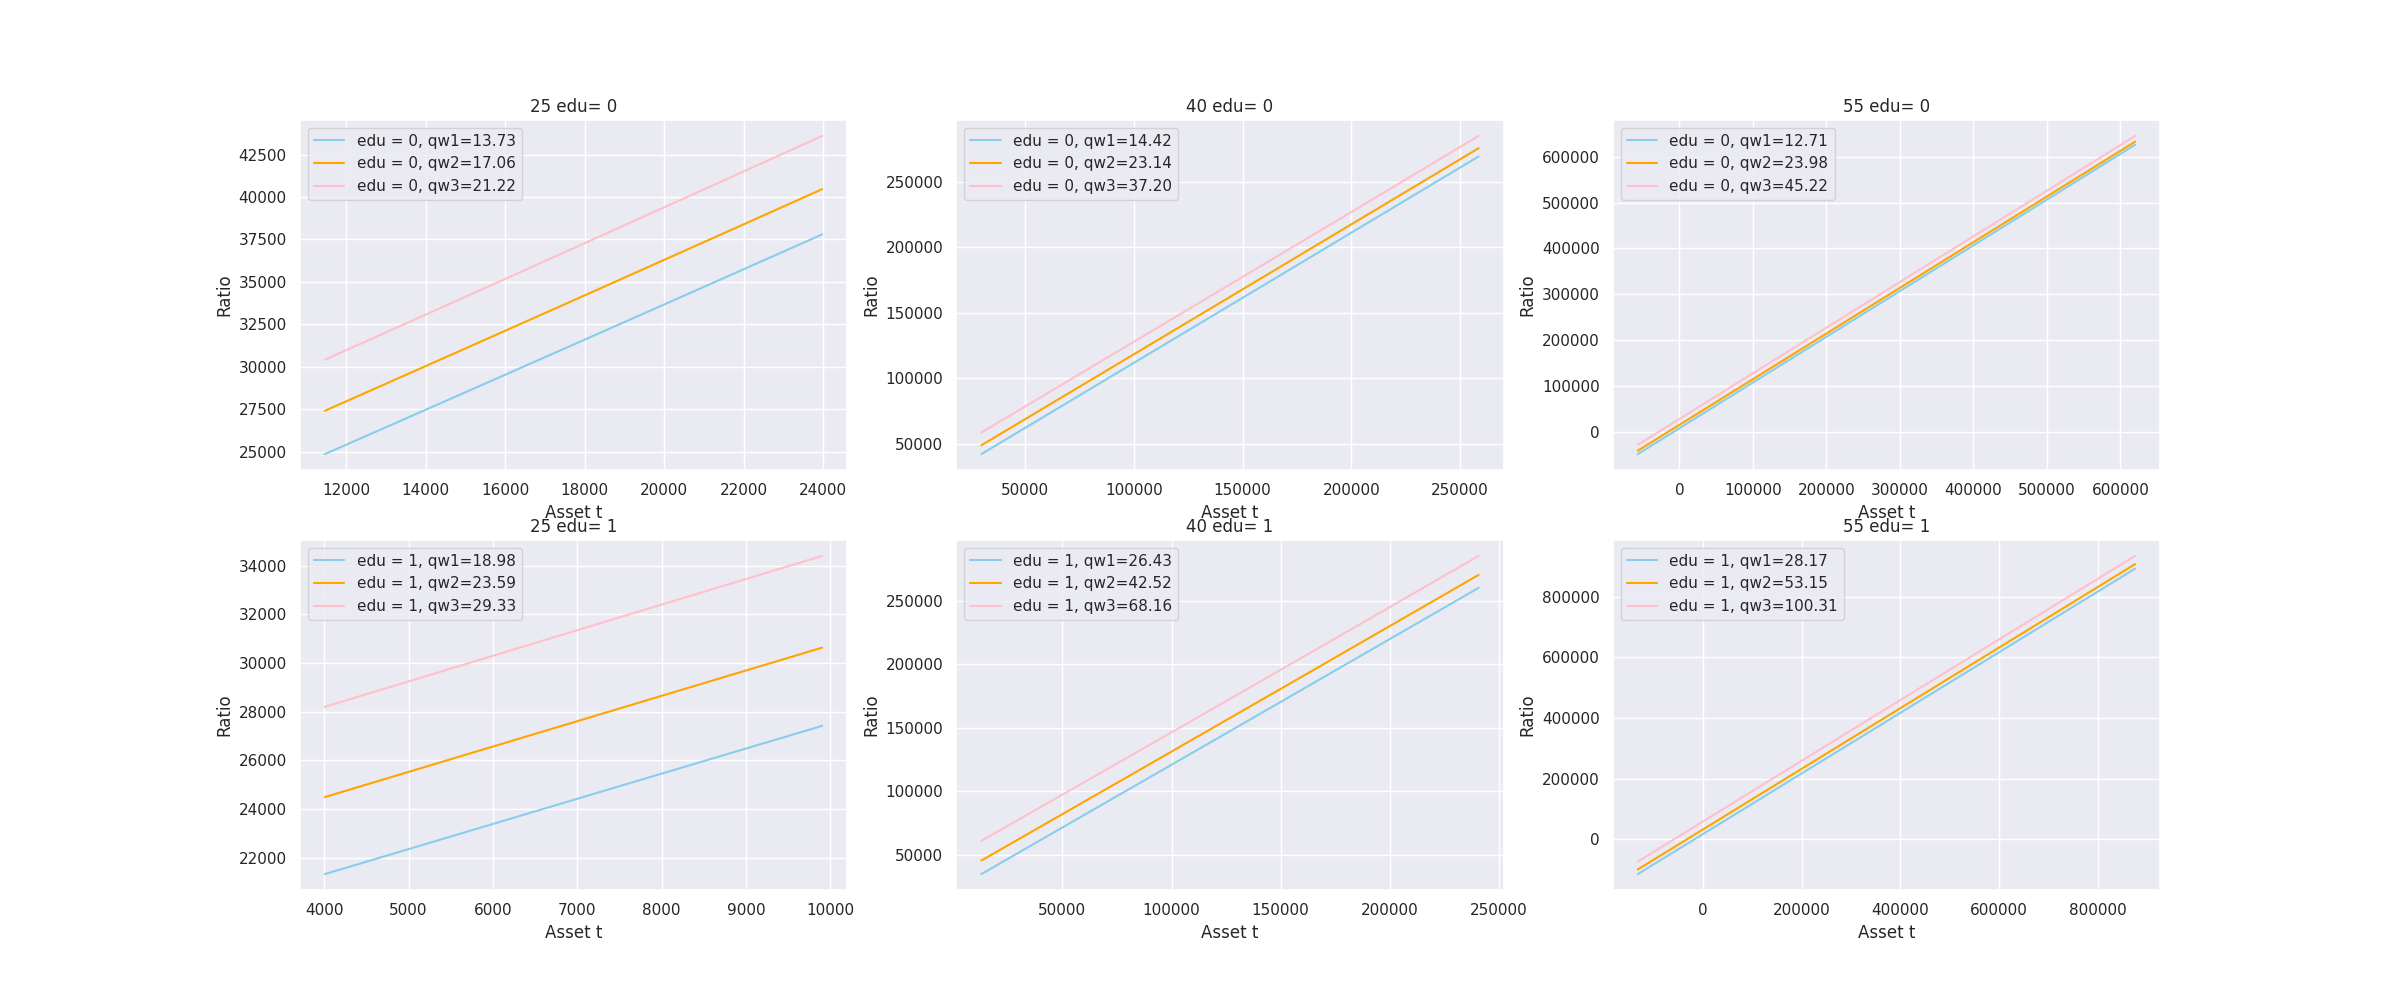 25 edu= 0
edu = 0, qw1=13.73
edu = 0, qw2=17.06
edu = 0, qw3=21.22
42500
40000
37500
35000
32500
30000
27500
25000
Ratio
12000 14000 16000 18000 20000 22000 24000
Asset t
40 edu= 0
edu = 0, qw1=14.42
edu = 0, qw2=23.14
edu = 0, qw3=37.20
250000
200000
150000
100000
50000
Ratio
50000 100000 150000 200000 250000
Asset t
55 edu= 0
edu = 0, qw1=12.71
edu = 0, qw2=23.98
edu = 0, qw3=45.22
600000
500000
400000
300000
200000
100000
0
Ratio
0 100000 200000 300000 400000 500000 600000
Asset t
25 edu= 1
edu = 1, qw1=18.98
edu = 1, qw2=23.59
edu = 1, qw3=29.33
34000
32000
30000
28000
26000
24000
22000
Ratio
4000 5000 6000 7000 8000 9000 10000
Asset t
40 edu= 1
edu = 1, qw1=26.43
edu = 1, qw2=42.52
edu = 1, qw3=68.16
250000
200000
150000
100000
50000
Ratio
50000 100000 150000 200000 250000
Asset t
55 edu= 1
edu = 1, qw1=28.17
edu = 1, qw2=53.15
edu = 1, qw3=100.31
800000
600000
400000
200000
0
Ratio
0 200000 400000 600000 800000
Asset t